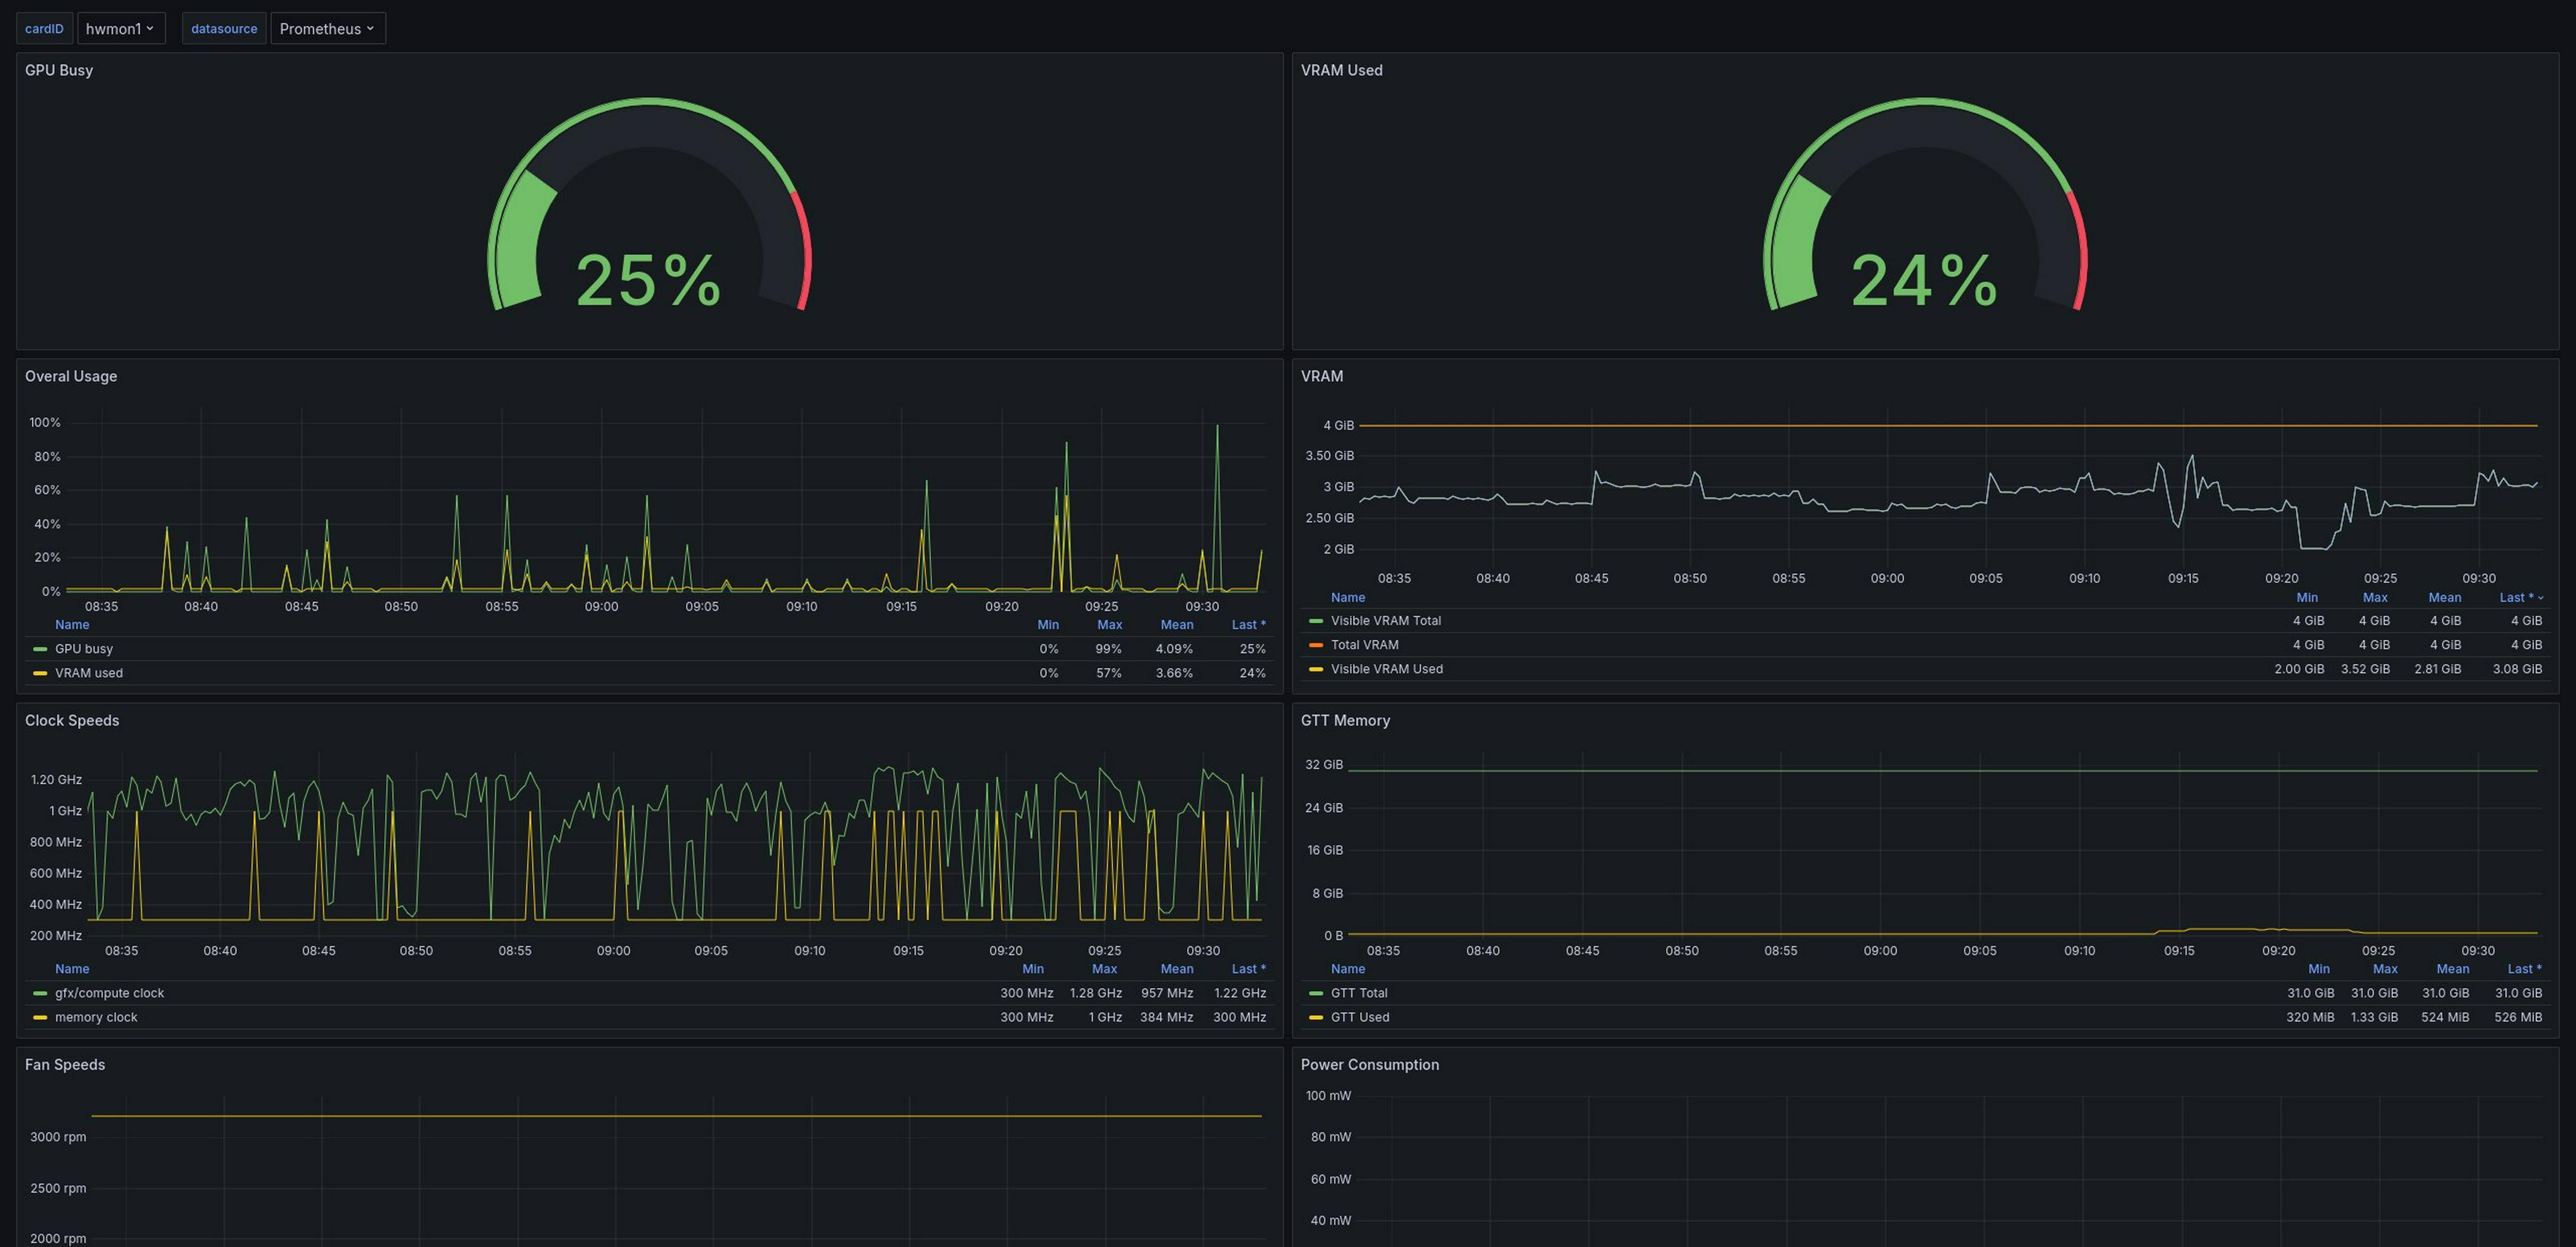 cardID hwmon1 datasource Prometheus
GPU Busy
25%
VRAM Used
24%
Overal Usage
100%
80%
60%
40%
20%
0%
08:35 08:40 08:45 08:50 08:55 09:00 09:05 09:10 09:15 09:20 09:25 09:30
Name Min Max Mean Last *
GPU busy 0% 99% 4.09% 25%
VRAM used 0% 57% 3.66% 24%
VRAM
4 GiB
3.50 GiB
3 GiB
2.50 GiB
2 GiB
08:35 08:40 08:45 08:50 08:55 09:00 09:05 09:10 09:15 09:20 09:25 09:30
Name Min Max Mean Last *
Visible VRAM Total 4 GiB 4 GiB 4 GiB 4 GiB
Total VRAM 4 GiB 4 GiB 4 GiB 4 GiB
Visible VRAM Used 2.00 GiB 3.52 GiB 2.81 GiB 3.08 GiB
Clock Speeds
1.20 GHz
1 GHz
800 MHz
600 MHz
400 MHz
200 MHz
08:35 08:40 08:45 08:50 08:55 09:00 09:05 09:10 09:15 09:20 09:25 09:30
Name Min Max Mean Last *
gfx/compute clock 300 MHz 1.28 GHz 957 MHz 1.22 GHz
memory clock 300 MHz 1 GHz 384 MHz 300 MHz
GTT Memory
32 GiB
24 GiB
16 GiB
8 GiB
0 B
08:35 08:40 08:45 08:50 08:55 09:00 09:05 09:10 09:15 09:20 09:25 09:30
Name Min Max Mean Last *
GTT Total 31.0 GiB 31.0 GiB 31.0 GiB 31.0 GiB
GTT Used 320 MiB 1.33 GiB 524 MiB 526 MiB
Fan Speeds
3000 rpm
2500 rpm
2000 rpm
Power Consumption
100 mW
80 mW
60 mW
40 mW